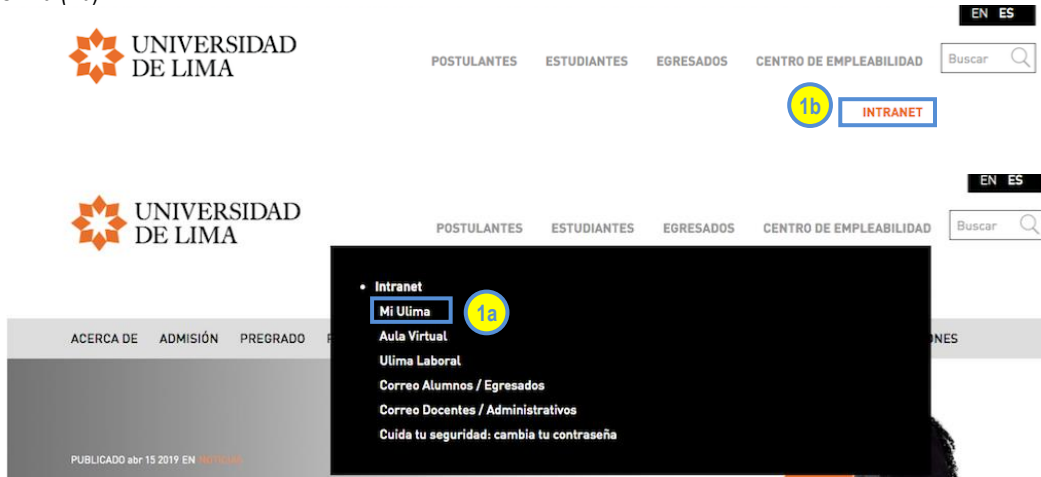 EN ES
UNIVERSIDAD
DE LIMA
POSTULANTES ESTUDIANTES EGRESADOS CENTRO DE EMPLEABILIDAD Buscar
1b INTRANET
EN ES
UNIVERSIDAD
DE LIMA
POSTULANTES ESTUDIANTES EGRESADOS CENTRO DE EMPLEABILIDAD Buscar
• Intranet
Mi Ulima 1a
ACERCA DE ADMISIÓN PREGRADO Aula Virtual NES
Ulima Laboral
Correo Alumnos / Egresados
Correo Docentes / Administrativos
Cuida tu seguridad: cambia tu contraseña
PUBLICADO abr 15 2019 EN NOTICIAS